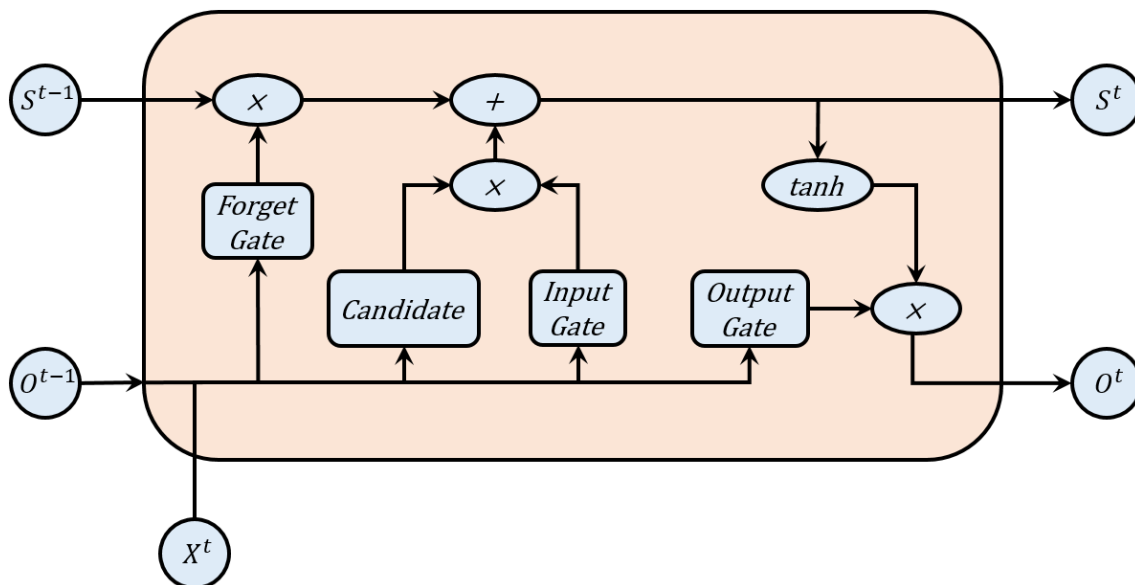 S^{t-1}
×
+
S^t
×
tanh
Forget
Gate
Candidate
Input
Gate
Output
Gate
×
O^{t-1}
O^t
X^t